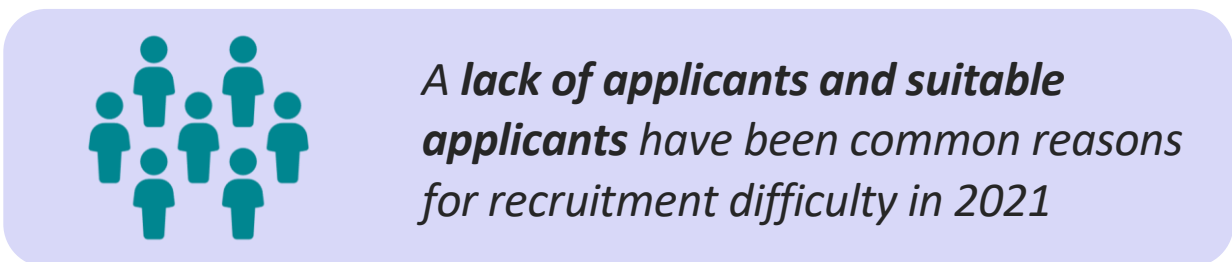 A lack of applicants and suitable
applicants have been common reasons
for recruitment difficulty in 2021